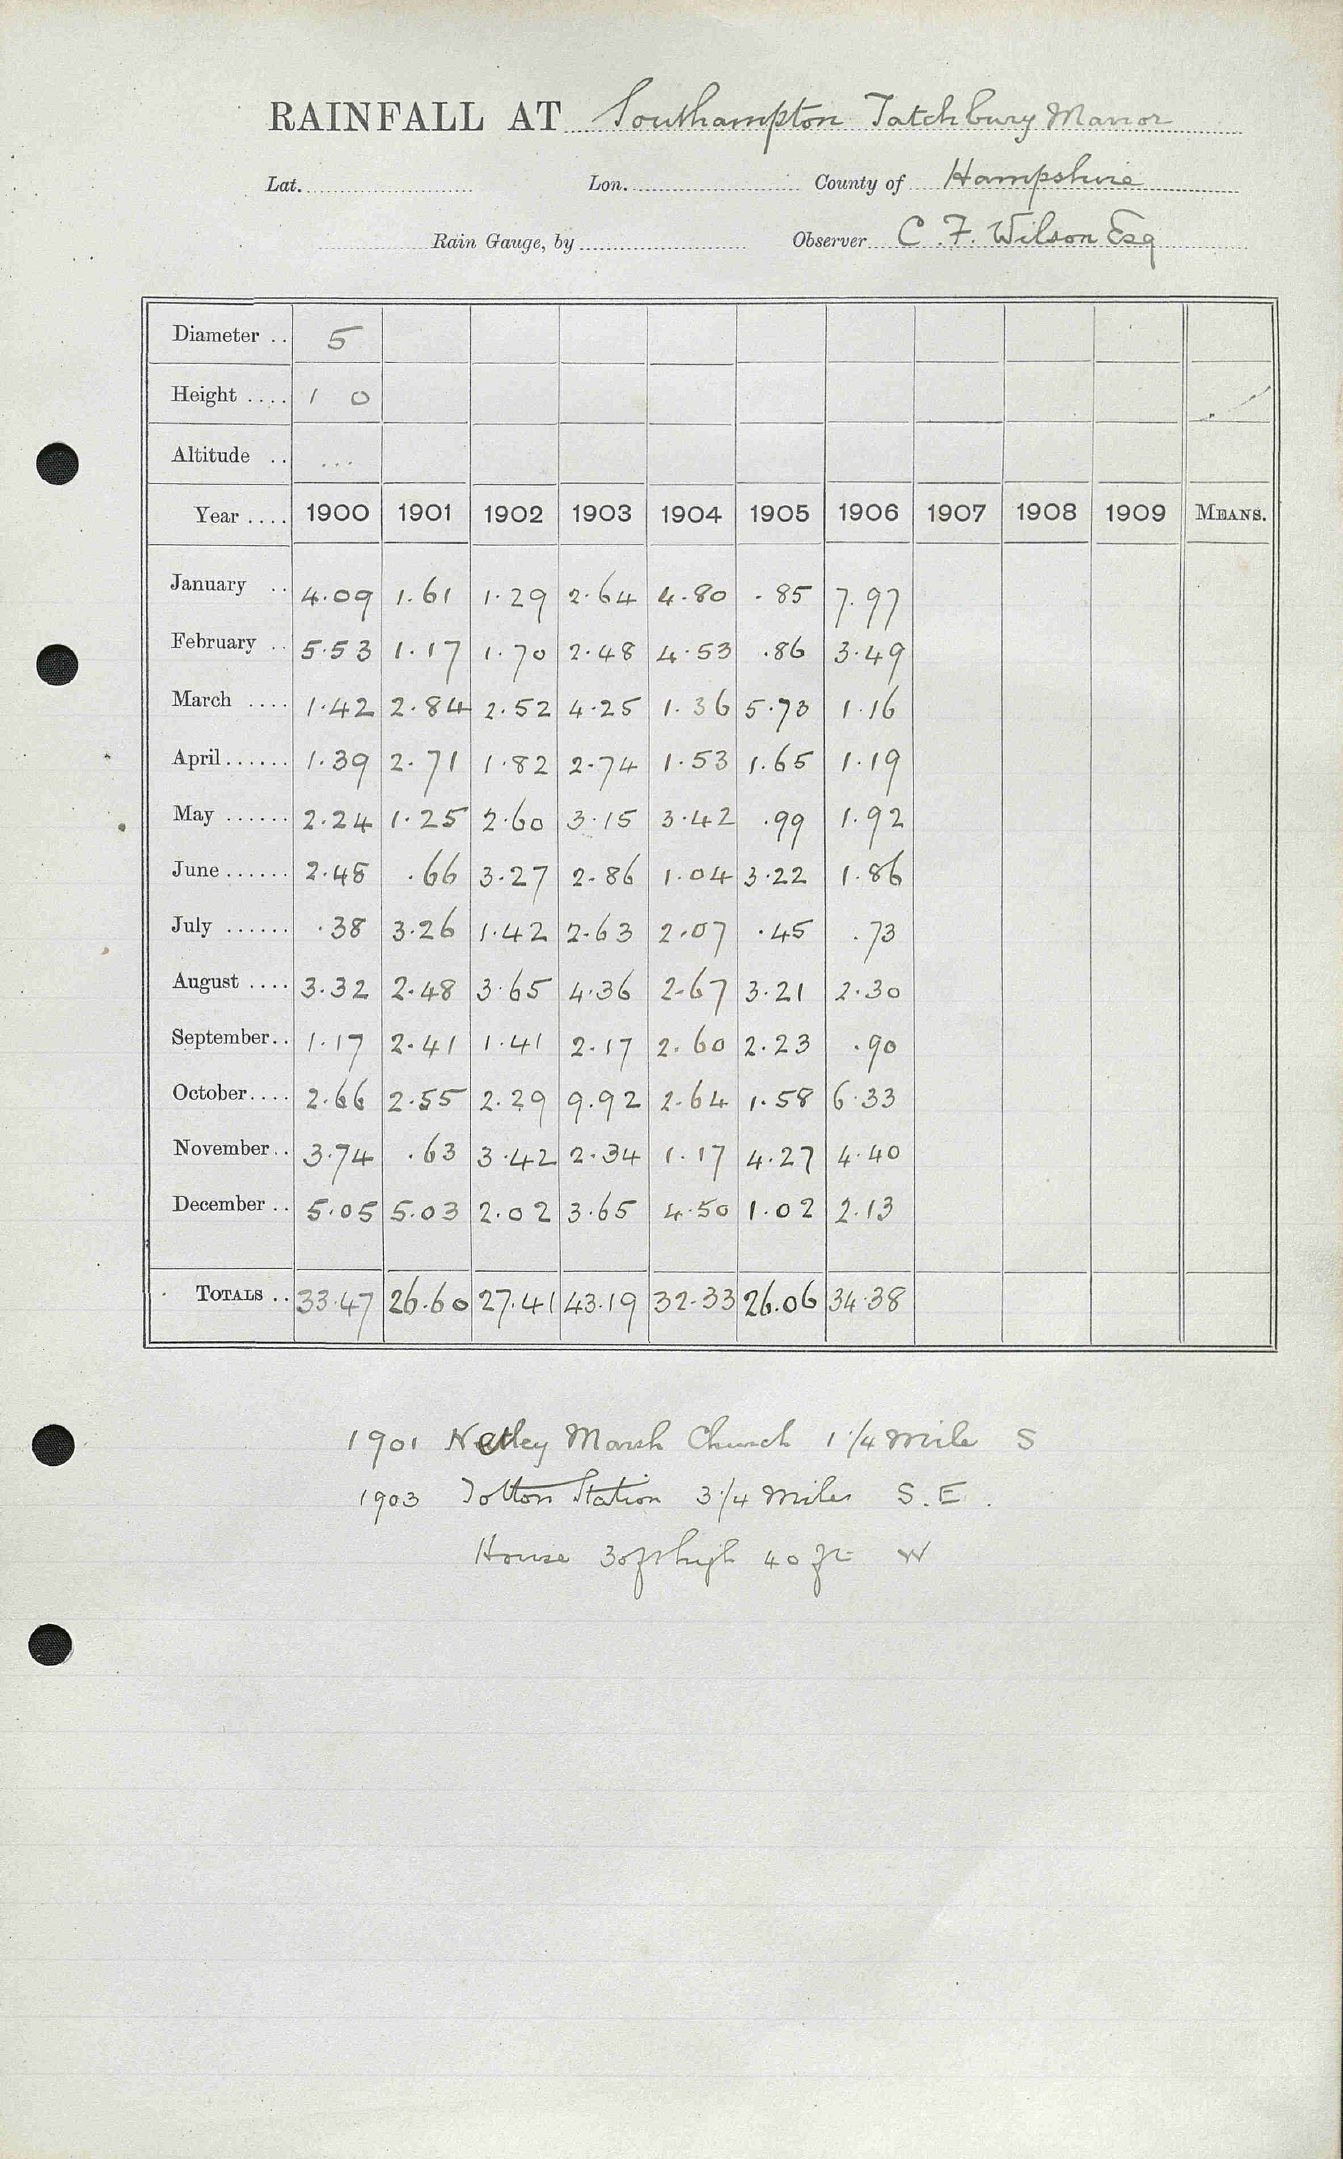 RAINFALL AT Southampton Tatchbury Manor
Lat. Lon. County of Hampshire
Rain Gauge, by Observer C. F. Wilson Esq
Diameter .. 5
Height .... 1 0
Altitude .. ...
Year .... 1900 1901 1902 1903 1904 1905 1906 1907 1908 1909 MEANS.
January .. 4.09 1.61 1.29 2.64 4.80 .85 7.97
February .. 5.53 1.17 1.70 2.48 4.53 .86 3.49
March .... 1.42 2.84 2.52 4.25 1.36 5.73 1.16
April...... 1.39 2.71 1.82 2.74 1.53 1.65 1.19
May ...... 2.24 1.25 2.60 3.15 3.42 .99 1.92
June ...... 2.48 .66 3.27 2.86 1.04 3.22 1.86
July ...... .38 3.26 1.42 2.63 2.07 .45 .73
August .... 3.32 2.48 3.65 4.36 2.67 3.21 2.30
September.. 1.17 2.41 1.41 2.17 2.60 2.23 .90
October.... 2.66 2.55 2.29 9.92 2.64 1.58 6.33
November.. 3.74 .63 3.42 2.34 1.17 4.27 4.40
December .. 5.05 5.03 2.02 3.65 4.50 1.02 2.13
TOTALS .. 33.47 26.60 27.41 43.19 32.33 26.06 34.38
1901 Netley Marsh Church 1 1/4 mile S
1903 Totton Station 3 1/4 miles S.E.
House 30ft high 40 ft W